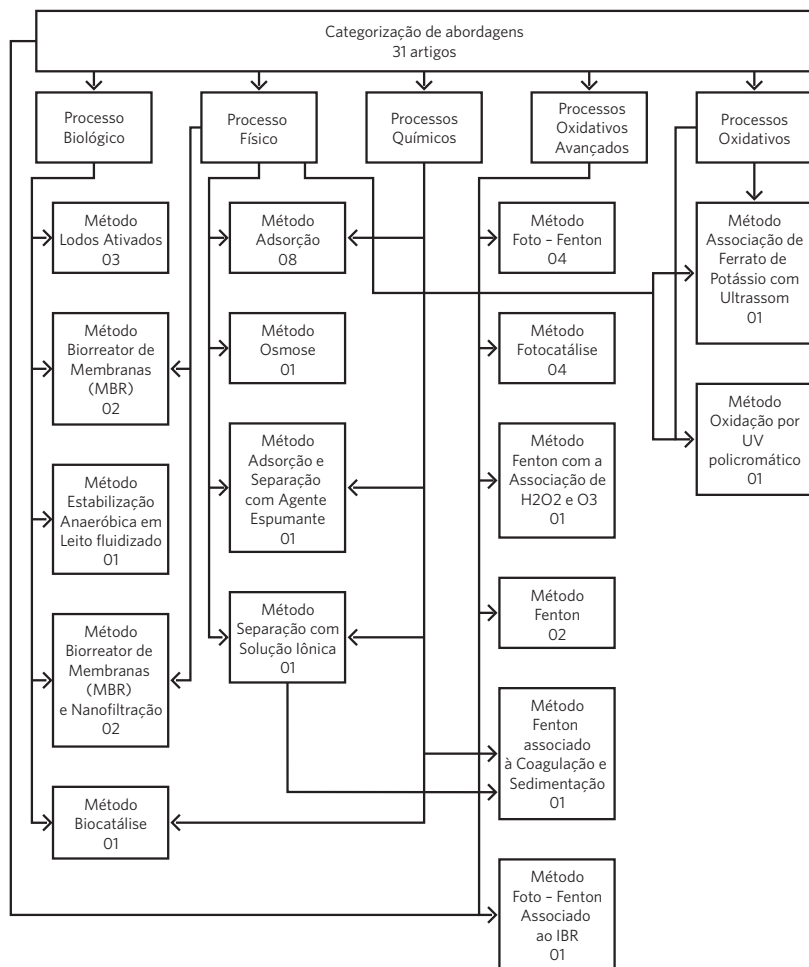 Categorização de abordagens
31 artigos
Processo
Biológico
Processo
Físico
Processos
Químicos
Processos
Oxidativos
Avançados
Processos
Oxidativos
Método
Lodos Ativados
03
Método
Adsorção
08
Método
Foto – Fenton
04
Método
Associação de
Ferrato de
Potássio com
Ultrassom
01
Método
Biorreator de
Membranas
(MBR)
02
Método
Osmose
01
Método
Fotocatálise
04
Método
Oxidação por
UV
policromático
01
Método
Estabilização
Anaeróbica em
Leito fluidizado
01
Método
Adsorção e
Separação
com Agente
Espumante
01
Método
Fenton com a
Associação de
H2O2 e O3
01
Método
Biorreator de
Membranas
(MBR)
e Nanofiltração
02
Método
Separação com
Solução Iônica
01
Método
Fenton
02
Método
Fenton
associado
à Coagulação e
Sedimentação
01
Método
Biocatálise
01
Método
Foto – Fenton
Associado
ao IBR
01